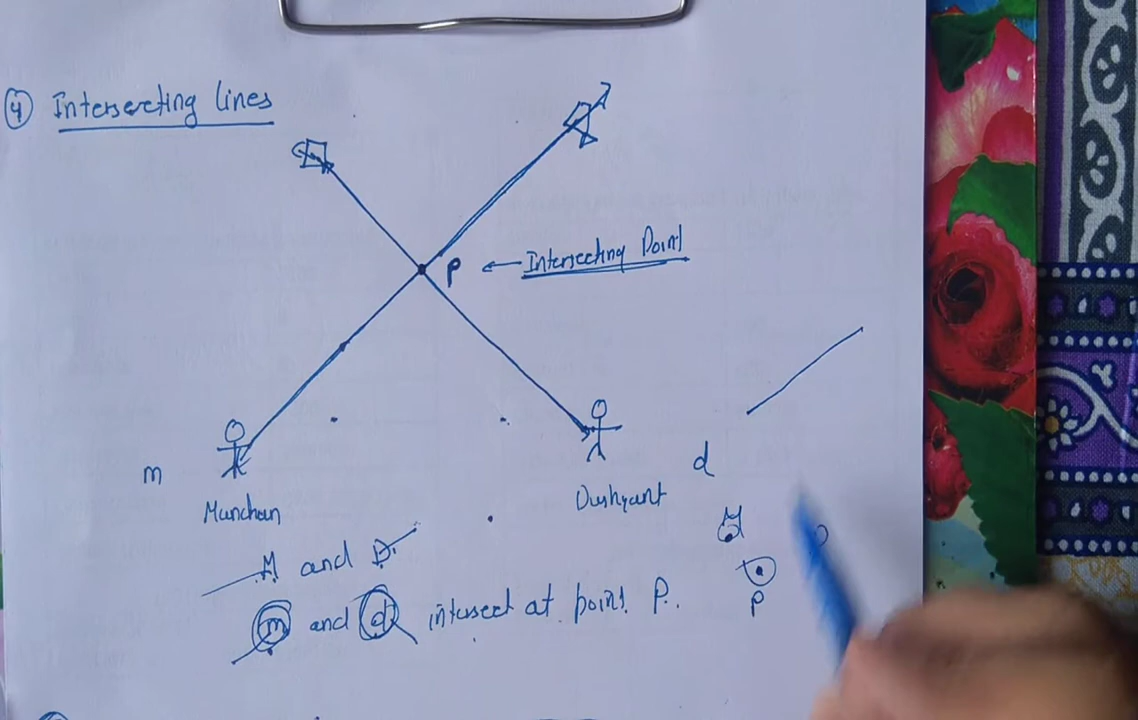 ④ Intersecting lines
P ← Intersecting Point
m
d
Munchun
Dushyant
M and D.
m and d intersect at point P.
M
P